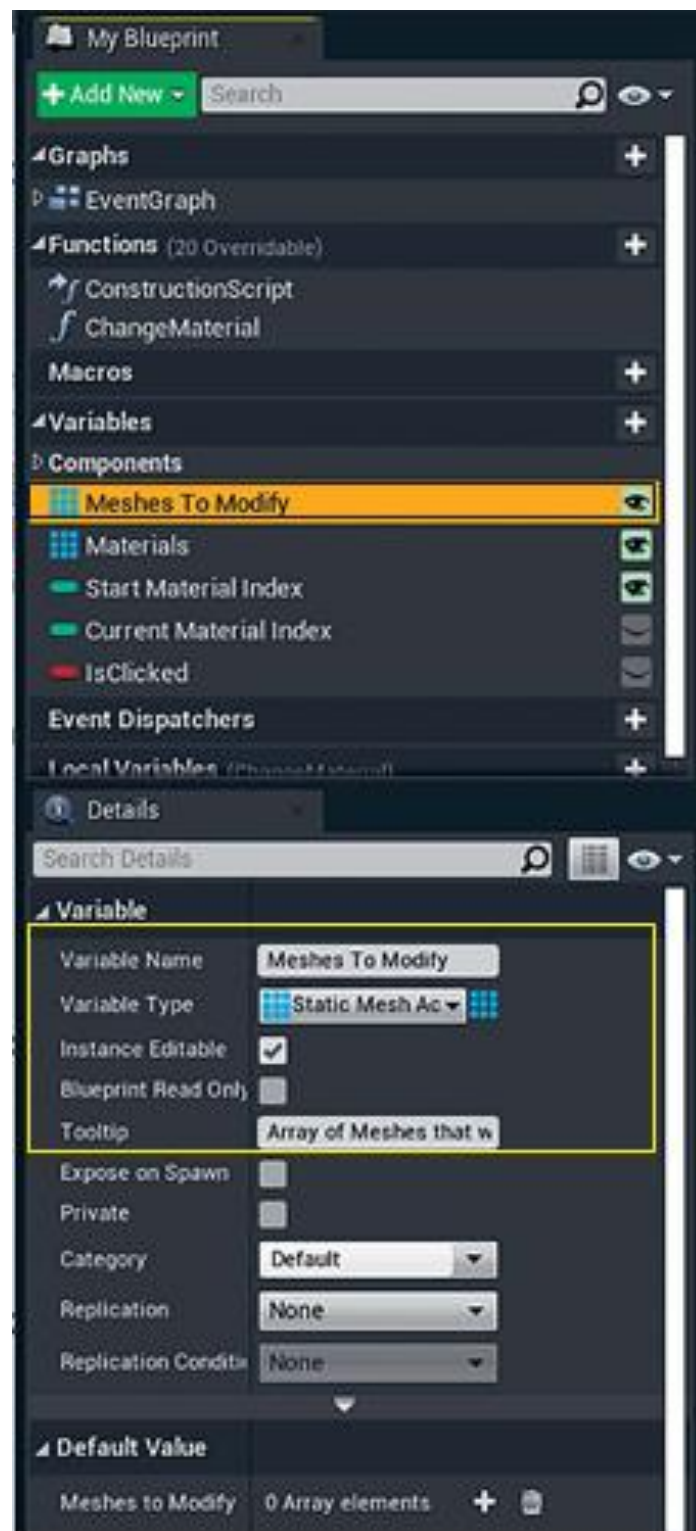 My Blueprint
+ Add New
Search
Graphs
EventGraph
Functions (20 Overridable)
ConstructionScript
ChangeMaterial
Macros
Variables
Components
Meshes To Modify
Materials
Start Material Index
Current Material Index
IsClicked
Event Dispatchers
Local Variables (ChangeMaterial)
Details
Search Details
Variable
Variable Name Meshes To Modify
Variable Type Static Mesh Ac
Instance Editable
Blueprint Read Only
Tooltip Array of Meshes that w
Expose on Spawn
Private
Category Default
Replication None
Replication Conditi None
Default Value
Meshes to Modify 0 Array elements +